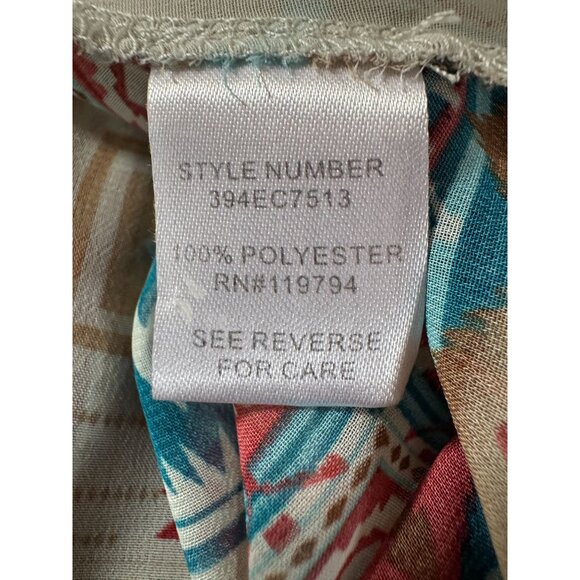 STYLE NUMBER
394EC7513
100% POLYESTER
RN#119794
SEE REVERSE
FOR CARE